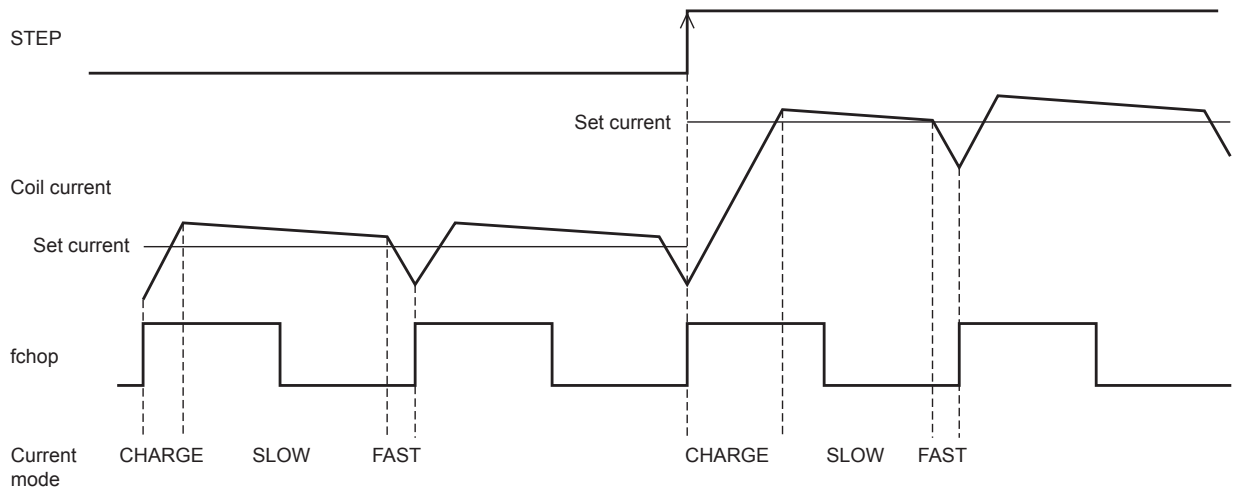 STEP
Set current
Coil current
Set current
fchop
Current
mode
CHARGE
SLOW
FAST
CHARGE
SLOW
FAST